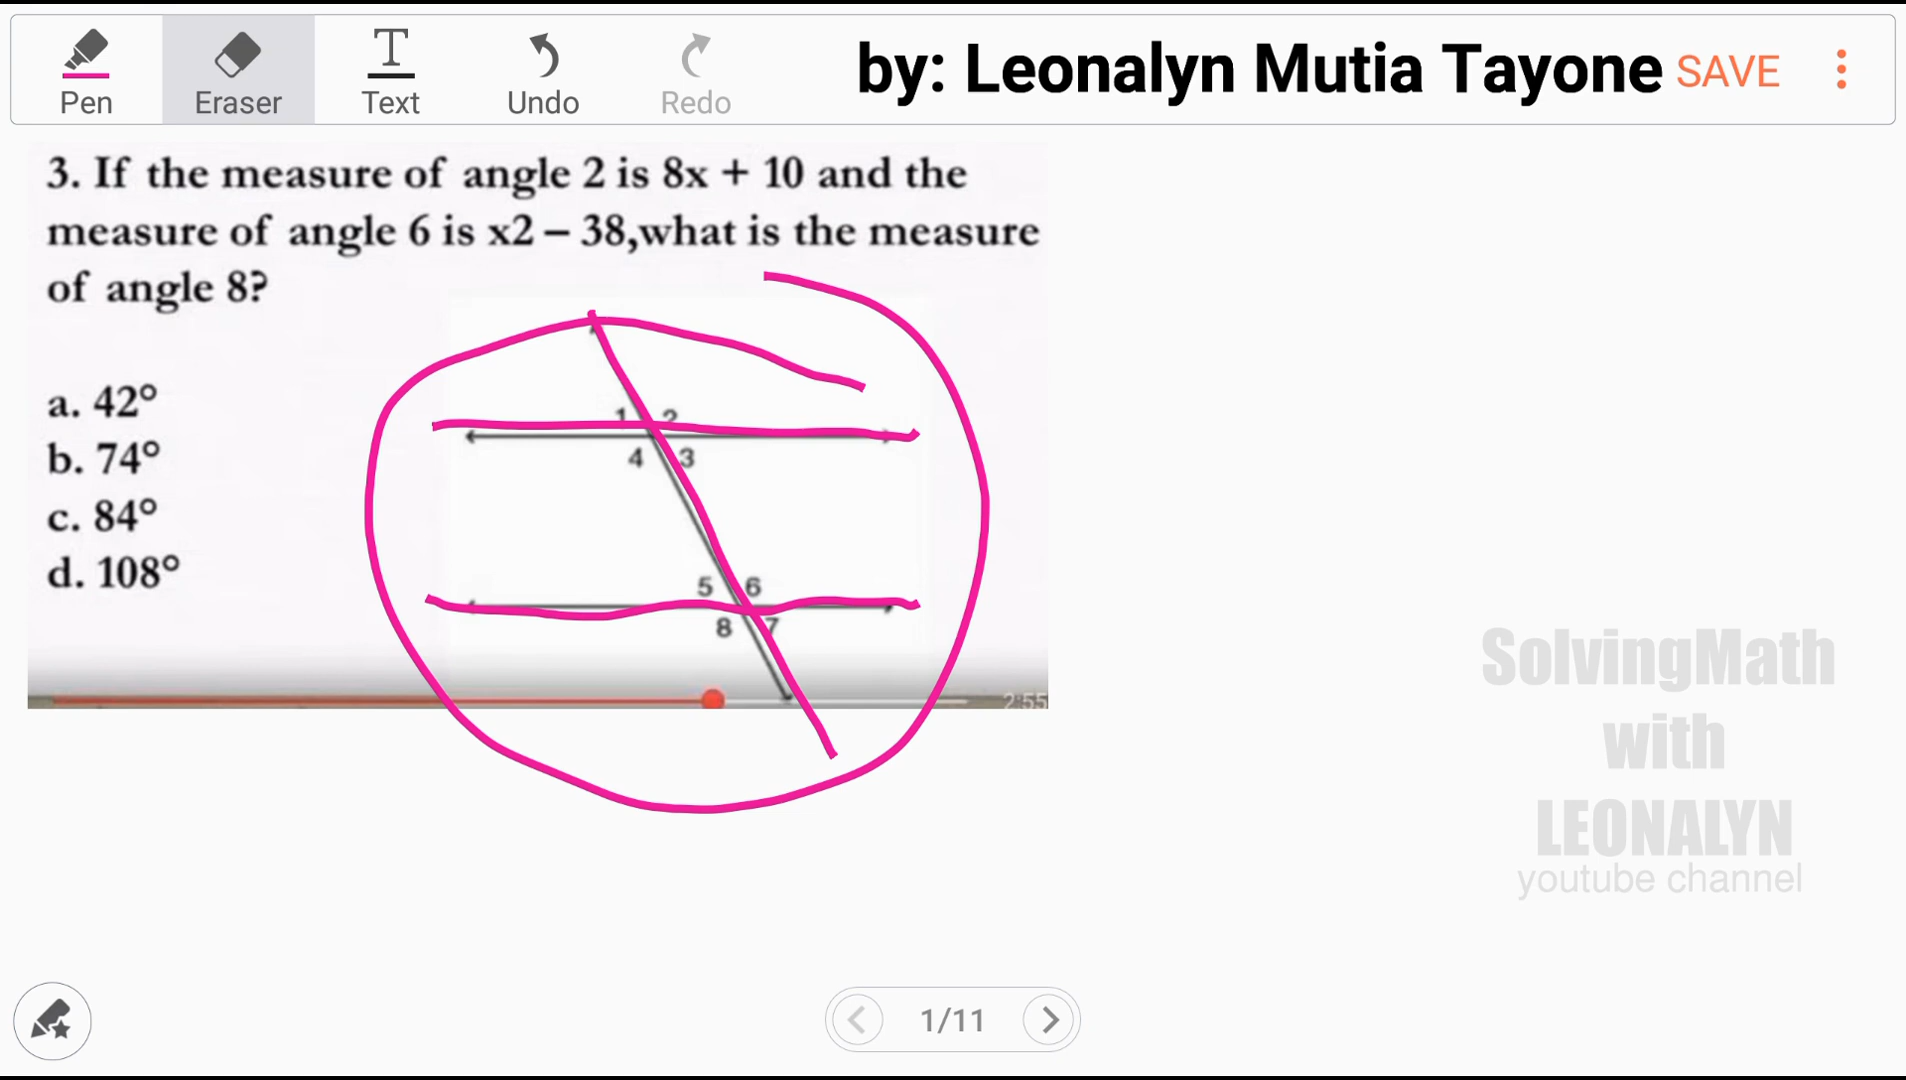 Pen
Eraser
T
Text
Undo
Redo
by: Leonalyn Mutia Tayone
SAVE
3. If the measure of angle 2 is 8x + 10 and the
measure of angle 6 is x2 – 38,what is the measure
of angle 8?
a. 42°
b. 74°
c. 84°
d. 108°
1 2
4 3
5 6
8 7
2:55
SolvingMath
with
LEONALYN
youtube channel
1/11